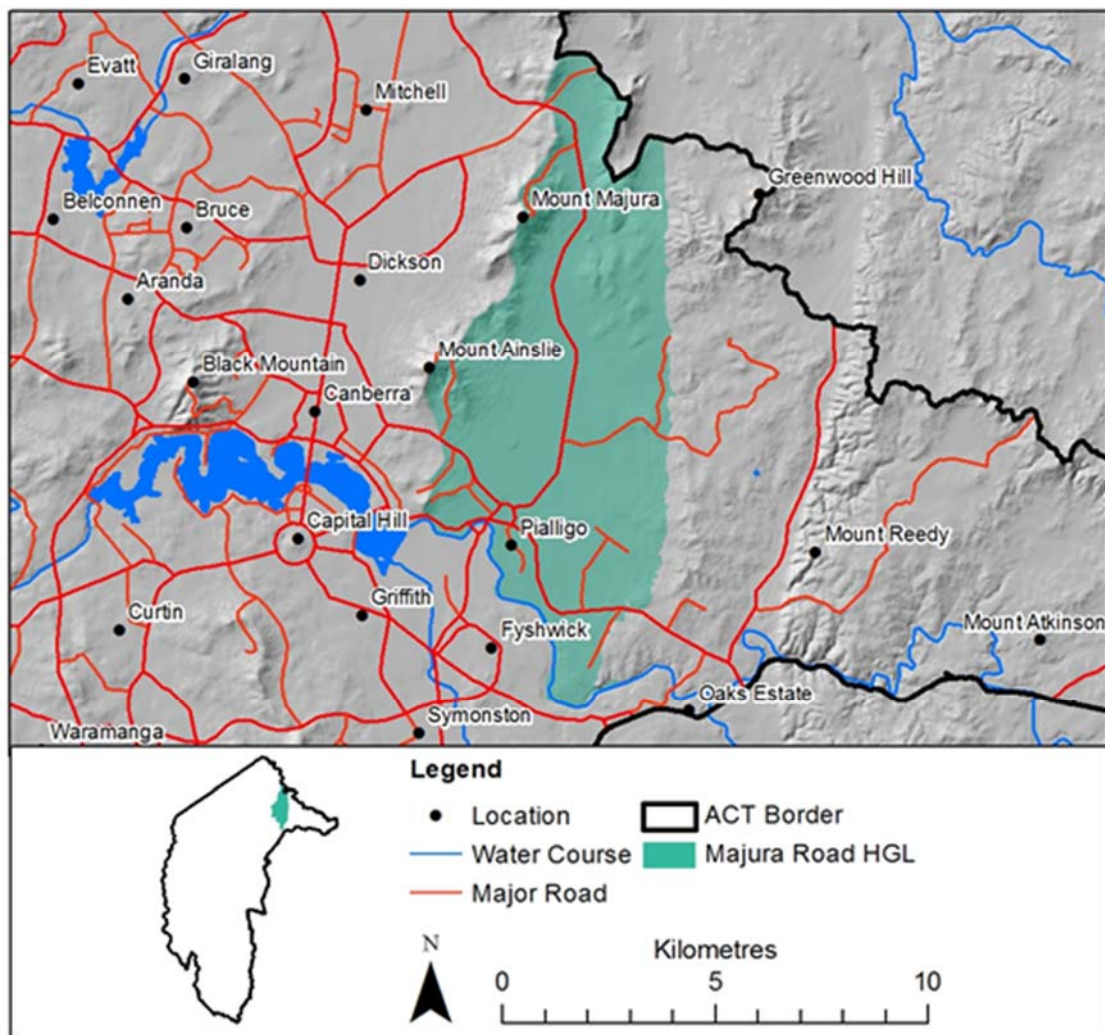 Evatt
Giralang
Mitchell
Belconnen
Bruce
Mount Majura
Greenwood Hill
Dickson
Aranda
Mount Ainslie
Black Mountain
Canberra
Capital Hill
Pialligo
Mount Reedy
Curtin
Griffith
Fyshwick
Mount Atkinson
Oaks Estate
Waramanga
Symonston
Legend
Location
ACT Border
Water Course
Majura Road HGL
Major Road
N
Kilometres
0 5 10